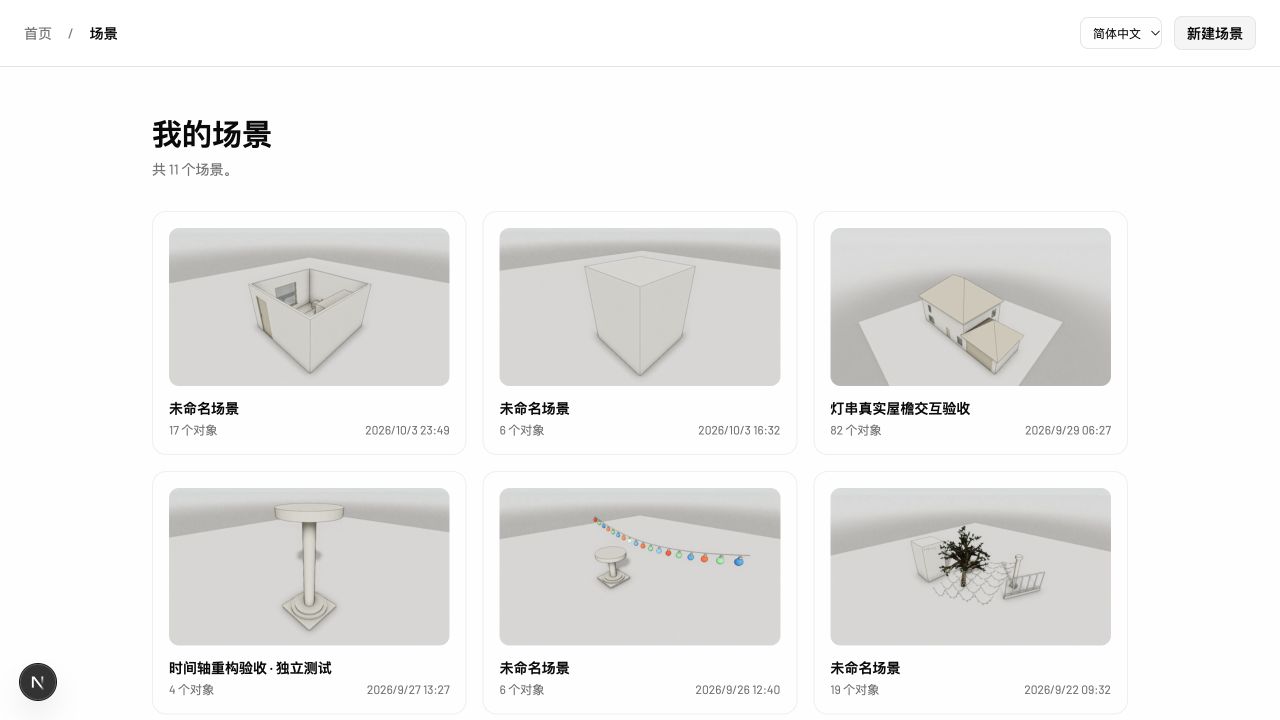 首页 / 场景
简体中文
新建场景
我的场景
共 11 个场景。
未命名场景
17 个对象 2026/10/3 23:49
未命名场景
6 个对象 2026/10/3 16:32
灯串真实屋檐交互验收
82 个对象 2026/9/29 06:27
时间轴重构验收 · 独立测试
4 个对象 2026/9/27 13:27
未命名场景
6 个对象 2026/9/26 12:40
未命名场景
19 个对象 2026/9/22 09:32
N